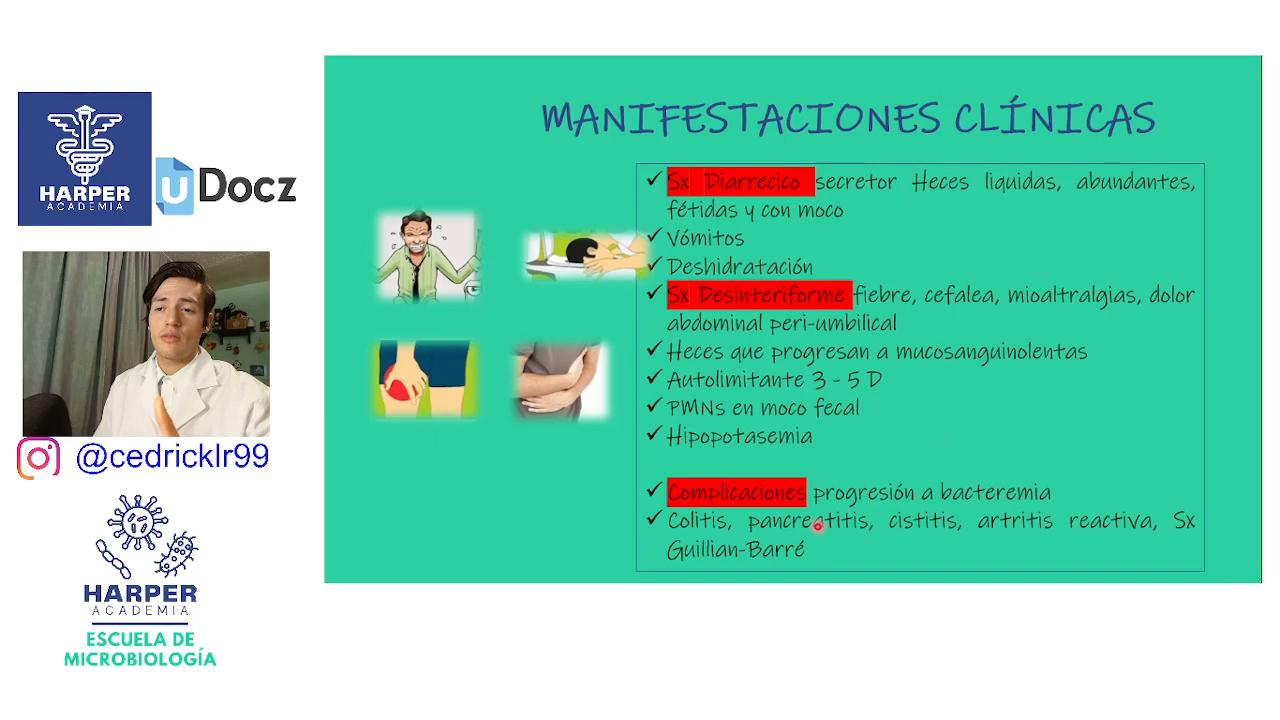 HARPER
ACADEMIA
U Docz
@cedricklr99
HARPER
ACADEMIA
ESCUELA DE
MICROBIOLOGÍA
MANIFESTACIONES CLÍNICAS
✓ Sx Diarrecico secretor Heces liquidas, abundantes,
fétidas y con moco
✓ Vómitos
✓ Deshidratación
✓ Sx Desinteriforme fiebre, cefalea, mioaltralgias, dolor
abdominal peri-umbilical
✓ Heces que progresan a mucosanguinolentas
✓ Autolimitante 3 - 5 D
✓ PMNs en moco fecal
✓ Hipopotasemia
✓ Complicaciones progresión a bacteremia
✓ Colitis, pancreatitis, cistitis, artritis reactiva, Sx
Guillian-Barré